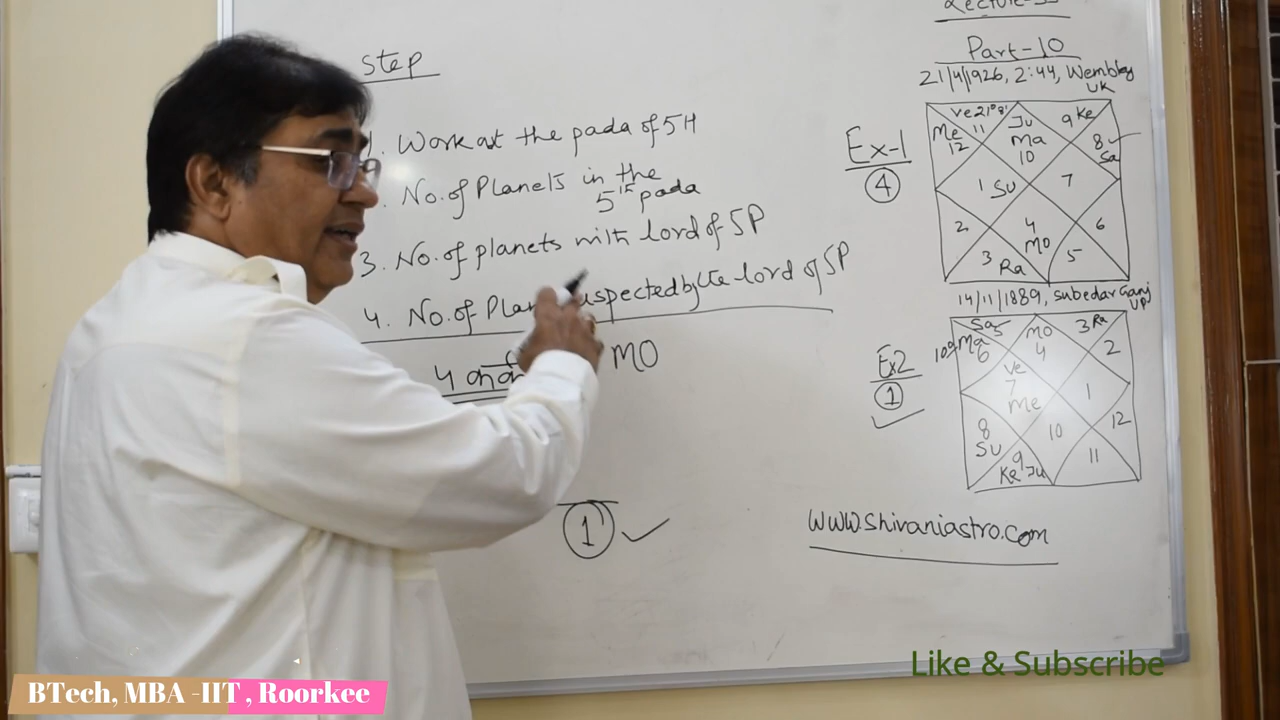 Step
1. Work out the pada of 5H
No. of Planets in the
5th pada
3. No. of planets with lord of 5P
4. No. of Plan aspected by the lord of 5P
MO
1
Part-10
21/4/1926, 2:44, Wembley
UK
Ex-1
4
Ve 21°8'
11
Me
12
Ju
Ma
10
9 Ke
8
Sa
1 Su
7
2
4
Mo
6
3
Ra
5
14/11/1889, Subedar Ganj
UP
Ex2
1
Sa
5
Mo
4
3 Ra
Ma
6
2
Ve
7
Me
1
8
Su
10
12
9
Ke Ju
11
www.shivaniastro.com
Like & Subscribe
BTech, MBA -IIT , Roorkee